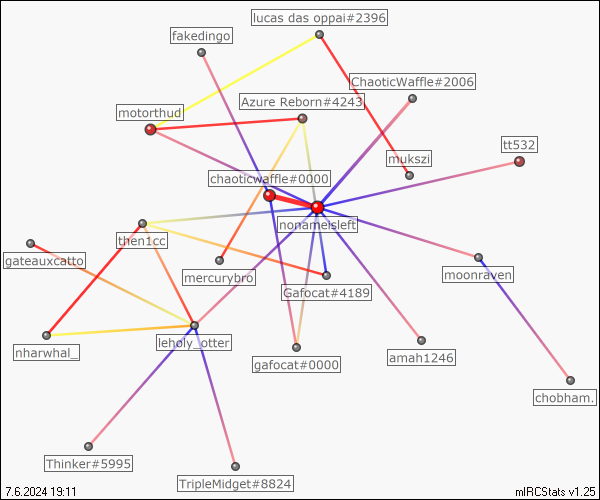 lucas das oppai#2396
fakedingo
ChaoticWaffle#2006
Azure Reborn#4243
motorthud
tt532
mukszi
chaoticwaffle#0000
nonameisleft
then1cc
gateauxcatto
mercurybro
moonraven
Gafocat#4189
leholy_otter
nharwhal_
amah1246
gafocat#0000
chobham.
Thinker#5995
TripleMidget#8824
7.6.2024 19:11
mIRCStats v1.25